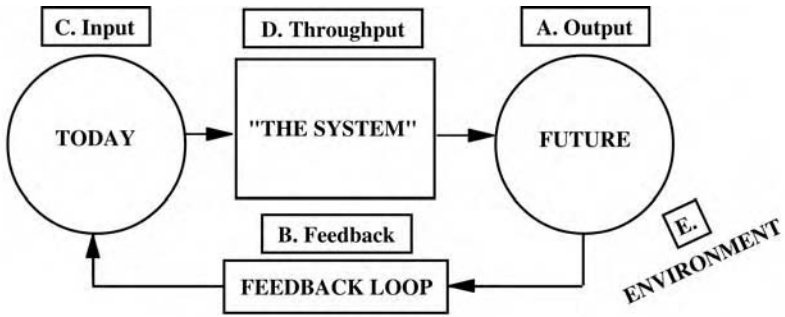 C. Input
D. Throughput
A. Output
TODAY
"THE SYSTEM"
FUTURE
B. Feedback
FEEDBACK LOOP
E.
ENVIRONMENT